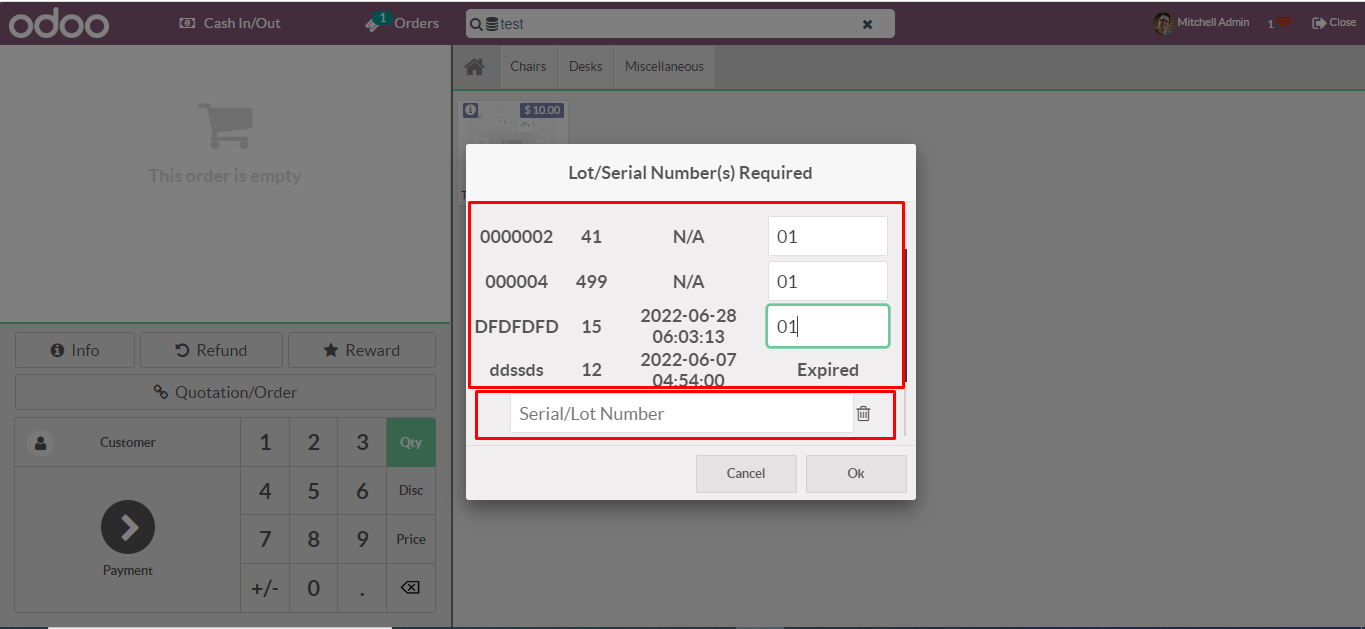 odoo
Cash In/Out
1
Orders
test
Mitchell Admin
1
Close
Chairs
Desks
Miscellaneous
$ 10.00
This order is empty
Lot/Serial Number(s) Required
0000002 41 N/A 01
000004 499 N/A 01
DFDFDFD 15 2022-06-28 01
06:03:13
ddssds 12 2022-06-07 Expired
04:54:00
Serial/Lot Number
Cancel
Ok
Info
Refund
Reward
Quotation/Order
Customer
1 2 3 Qty
4 5 6 Disc
7 8 9 Price
+/- 0 .
Payment